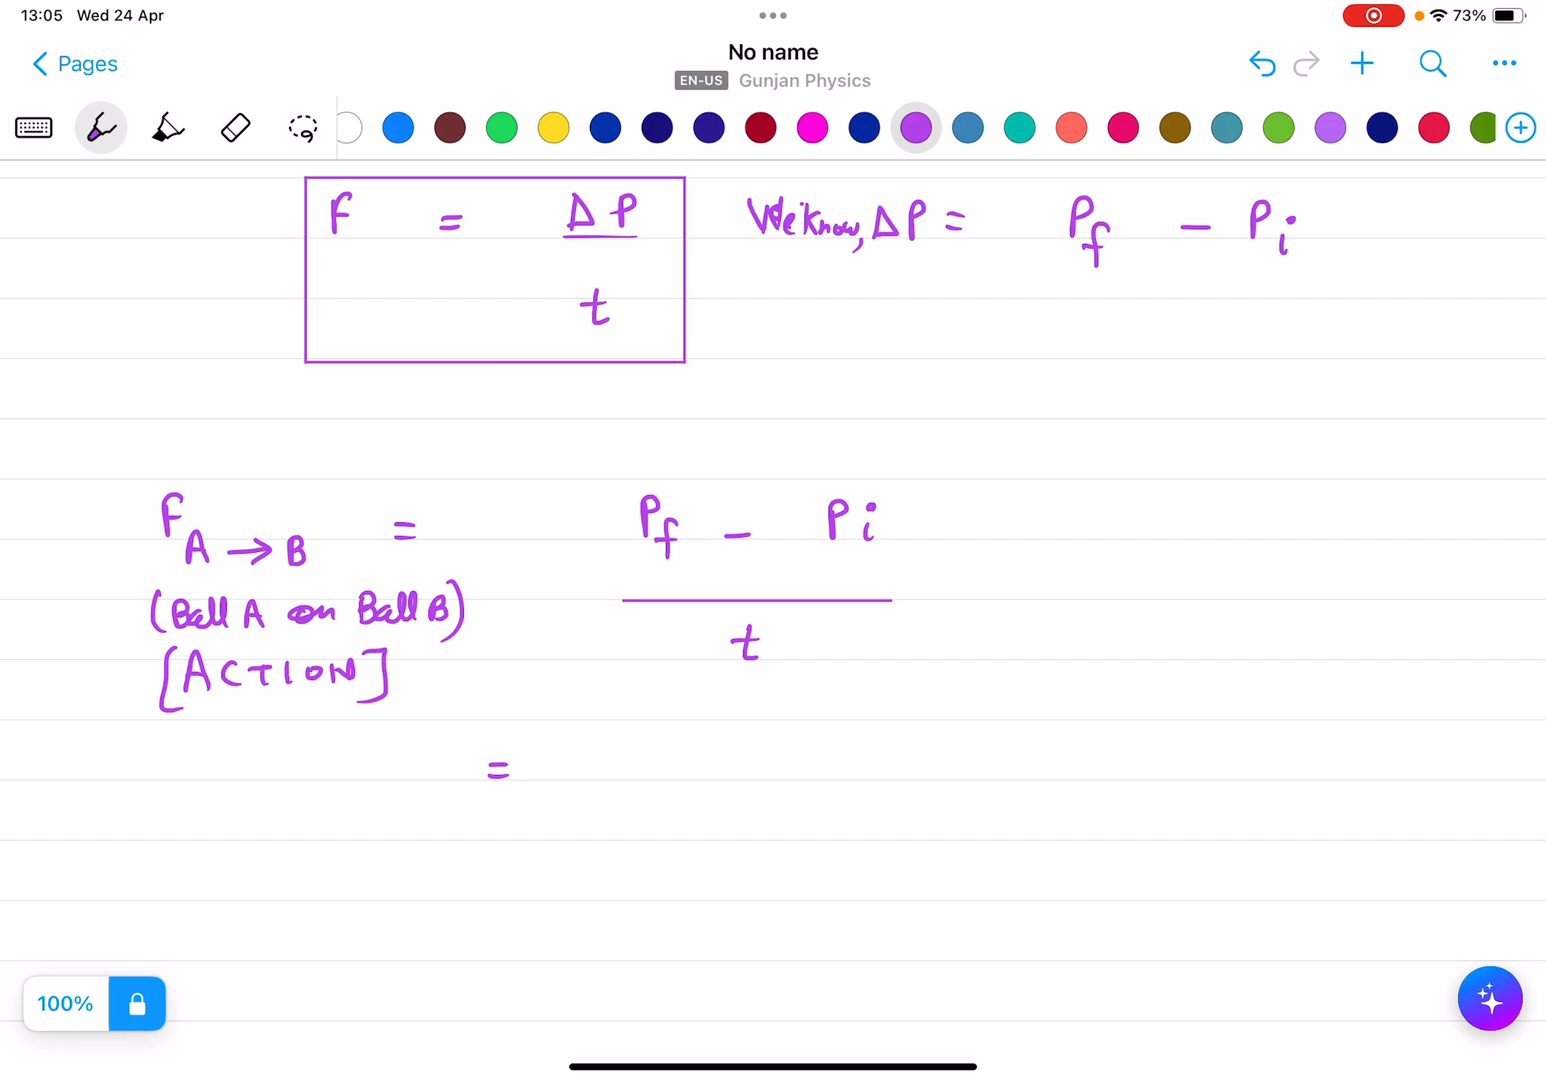 13:05 Wed 24 Apr
73%
Pages
No name
EN-US Gunjan Physics
F = ΔP / t
We know, ΔP = Pf - Pi
F A → B = Pf - Pi / t
(Ball A on Ball B)
[ACTION]
=
100%